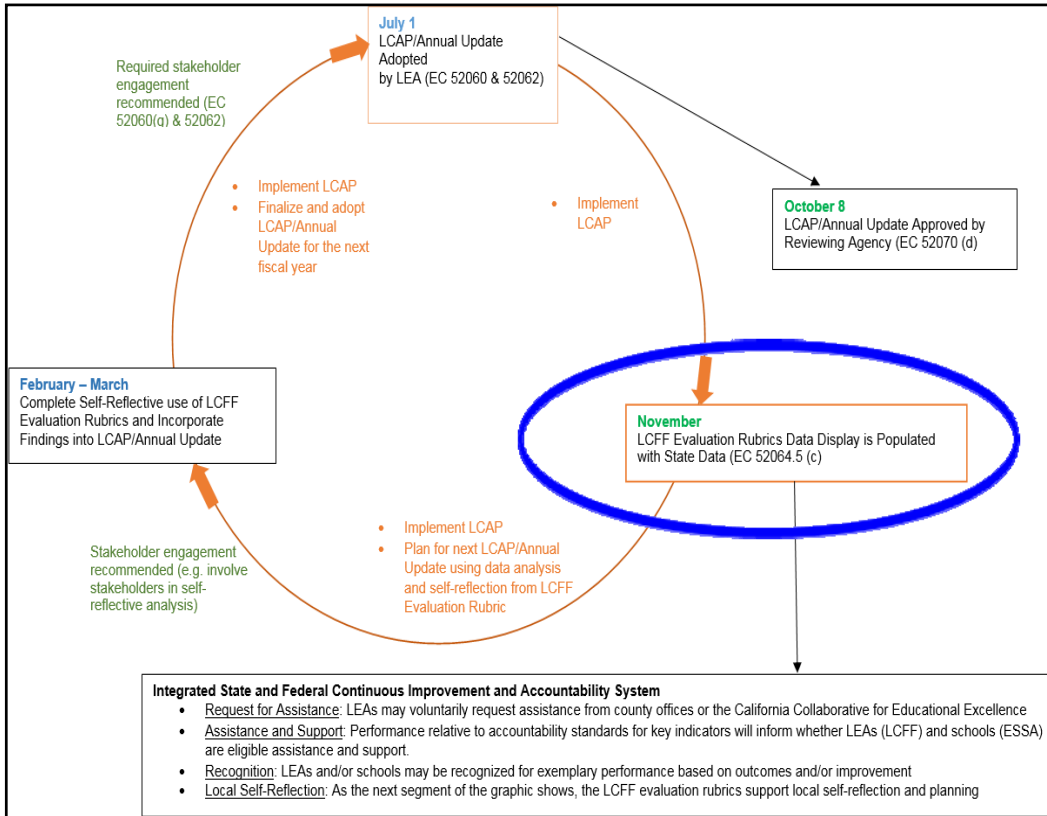 July 1
LCAP/Annual Update
Adopted
by LEA (EC 52060 & 52062)
Required stakeholder
engagement
recommended (EC
52060(g) & 52062)
• Implement LCAP
• Finalize and adopt
LCAP/Annual
Update for the next
fiscal year
• Implement
LCAP
October 8
LCAP/Annual Update Approved by
Reviewing Agency (EC 52070 (d)
February – March
Complete Self-Reflective use of LCFF
Evaluation Rubrics and Incorporate
Findings into LCAP/Annual Update
November
LCFF Evaluation Rubrics Data Display is Populated
with State Data (EC 52064.5 (c)
Stakeholder engagement
recommended (e.g. involve
stakeholders in self-
reflective analysis)
• Implement LCAP
• Plan for next LCAP/Annual
Update using data analysis
and self-reflection from LCFF
Evaluation Rubric
Integrated State and Federal Continuous Improvement and Accountability System
• Request for Assistance: LEAs may voluntarily request assistance from county offices or the California Collaborative for Educational Excellence
• Assistance and Support: Performance relative to accountability standards for key indicators will inform whether LEAs (LCFF) and schools (ESSA)
are eligible assistance and support.
• Recognition: LEAs and/or schools may be recognized for exemplary performance based on outcomes and/or improvement
• Local Self-Reflection: As the next segment of the graphic shows, the LCFF evaluation rubrics support local self-reflection and planning